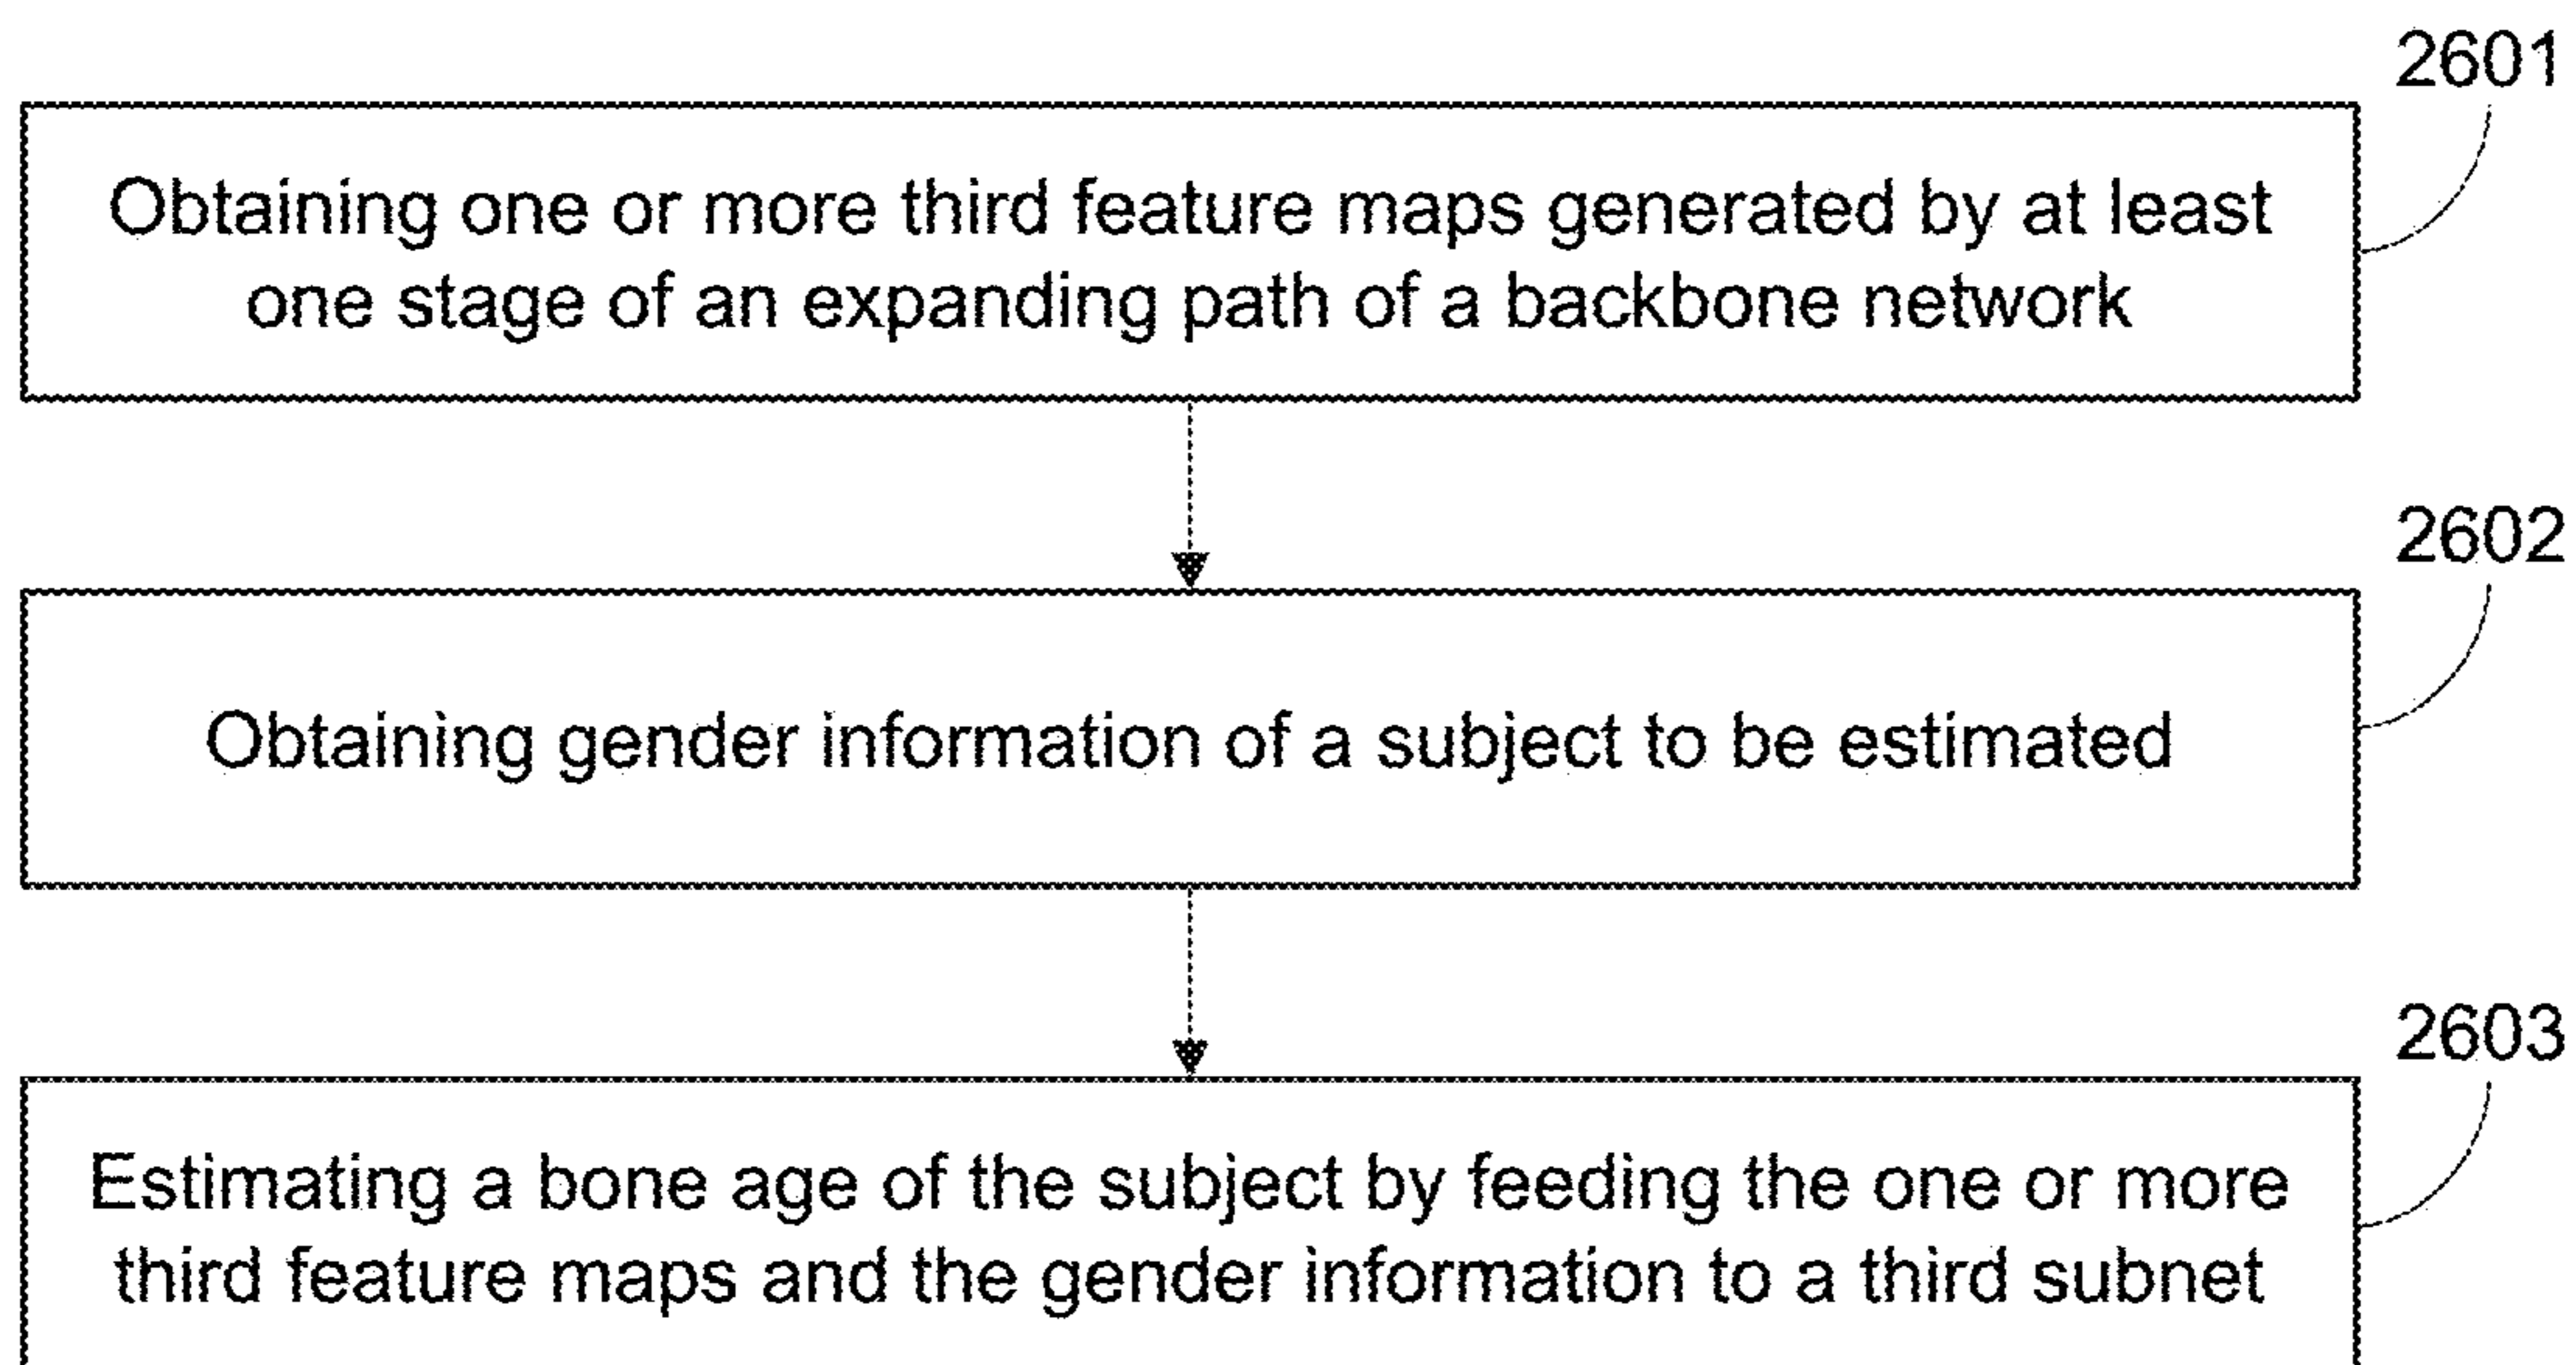 2601
Obtaining one or more third feature maps generated by at least
one stage of an expanding path of a backbone network
2602
Obtaining gender information of a subject to be estimated
2603
Estimating a bone age of the subject by feeding the one or more
third feature maps and the gender information to a third subnet